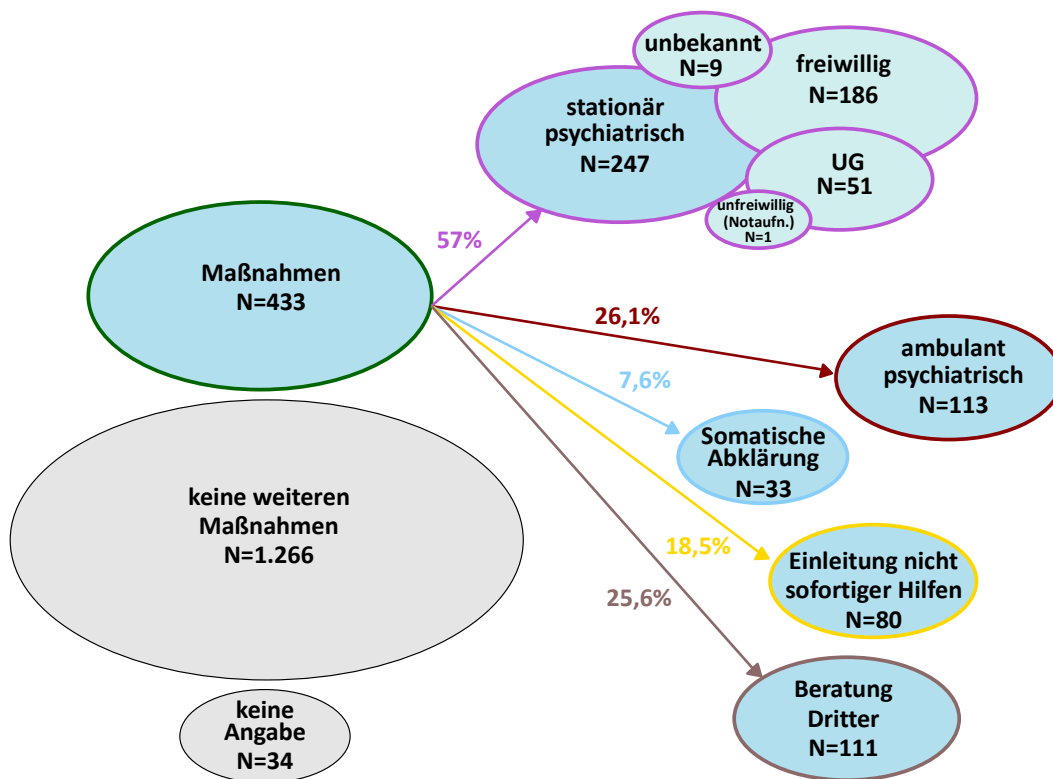 unbekannt
N=9
freiwillig
N=186
stationär
psychiatrisch
N=247
UG
N=51
unfreiwillig
(Notaufn.)
N=1
57%
Maßnahmen
N=433
26,1%
ambulant
psychiatrisch
N=113
7,6%
Somatische
Abklärung
N=33
keine weiteren
Maßnahmen
N=1.266
18,5%
Einleitung nicht
sofortiger Hilfen
N=80
25,6%
Beratung
Dritter
N=111
keine
Angabe
N=34